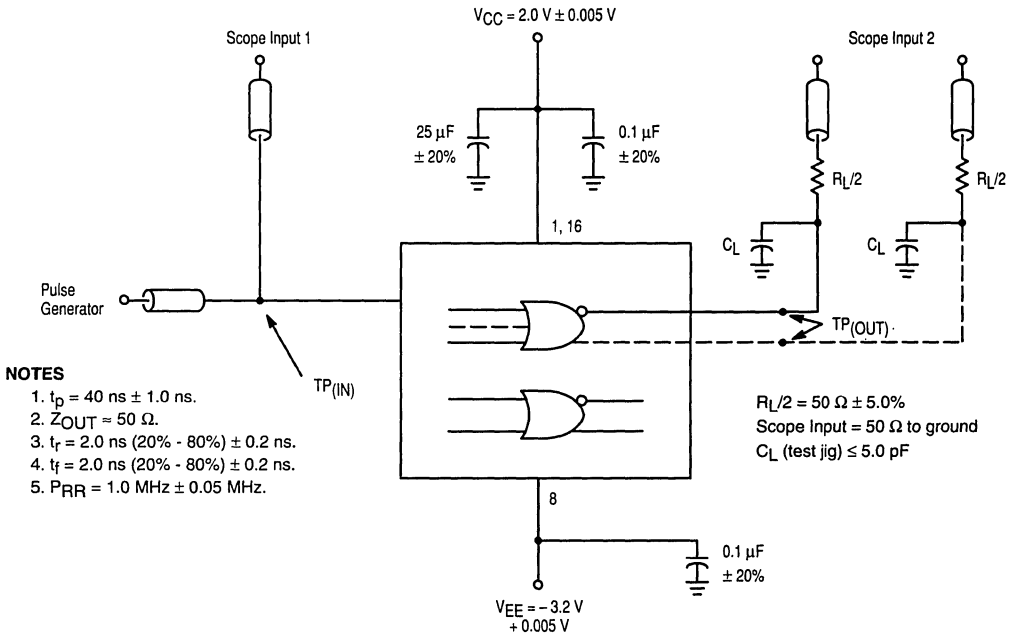 VCC = 2.0 V ± 0.005 V
Scope Input 1
Scope Input 2
25 µF
± 20%
0.1 µF
± 20%
RL/2
RL/2
1, 16
CL
CL
Pulse
Generator
TP(OUT).
TP(IN)
NOTES
1. tp = 40 ns ± 1.0 ns.
2. ZOUT ≈ 50 Ω.
3. tr = 2.0 ns (20% - 80%) ± 0.2 ns.
4. tf = 2.0 ns (20% - 80%) ± 0.2 ns.
5. PRR = 1.0 MHz ± 0.05 MHz.
RL/2 = 50 Ω ± 5.0%
Scope Input = 50 Ω to ground
CL (test jig) ≤ 5.0 pF
8
0.1 µF
± 20%
VEE = – 3.2 V
+ 0.005 V